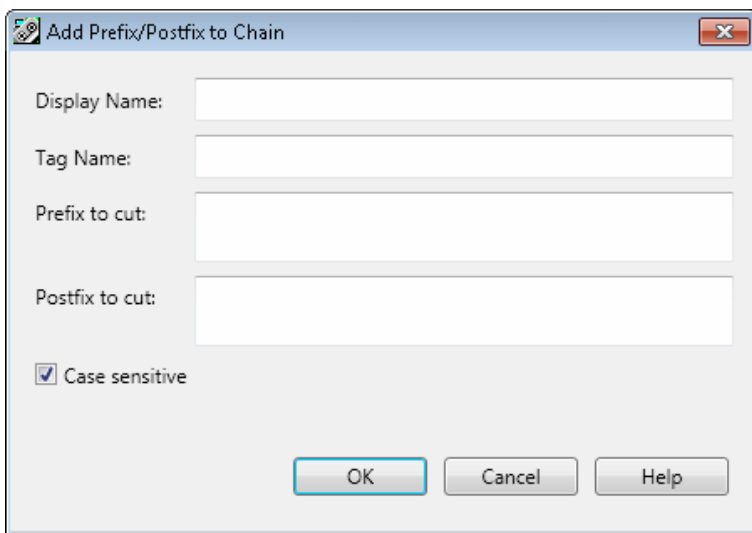 Add Prefix/Postfix to Chain
Display Name:
Tag Name:
Prefix to cut:
Postfix to cut:
Case sensitive
OK Cancel Help